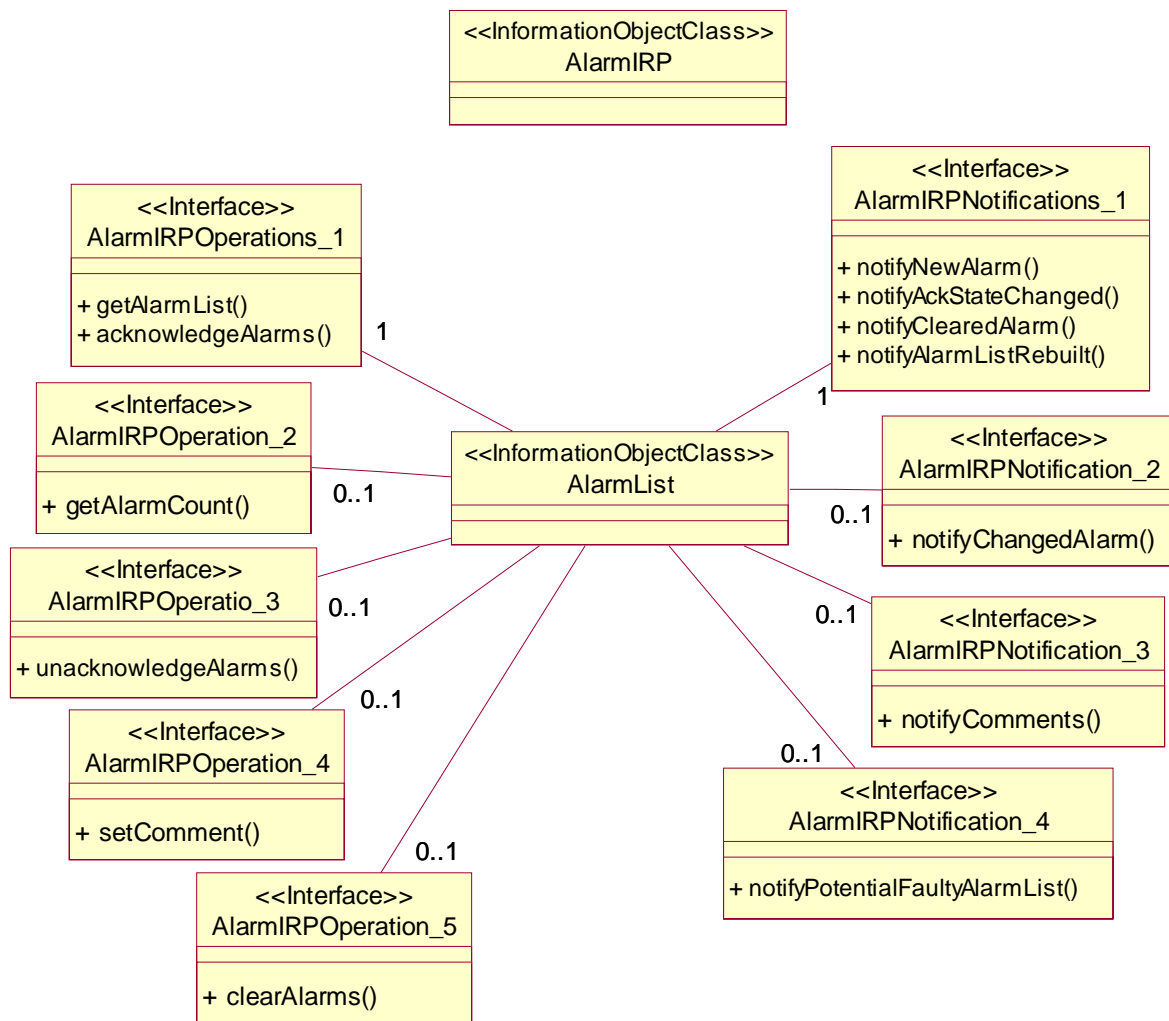 <<InformationObjectClass>>
AlarmIRP
<<Interface>>
AlarmIRPOperations_1
+ getAlarmList()
+ acknowledgeAlarms()
1
<<Interface>>
AlarmIRPNotifications_1
+ notifyNewAlarm()
+ notifyAckStateChanged()
+ notifyClearedAlarm()
+ notifyAlarmListRebuilt()
1
<<Interface>>
AlarmIRPOperation_2
+ getAlarmCount()
0..1
<<InformationObjectClass>>
AlarmList
<<Interface>>
AlarmIRPNotification_2
+ notifyChangedAlarm()
0..1
<<Interface>>
AlarmIRPOperatio_3
+ unacknowledgeAlarms()
0..1
<<Interface>>
AlarmIRPNotification_3
+ notifyComments()
0..1
<<Interface>>
AlarmIRPOperation_4
+ setComment()
0..1
<<Interface>>
AlarmIRPNotification_4
+ notifyPotentialFaultyAlarmList()
0..1
<<Interface>>
AlarmIRPOperation_5
+ clearAlarms()
0..1